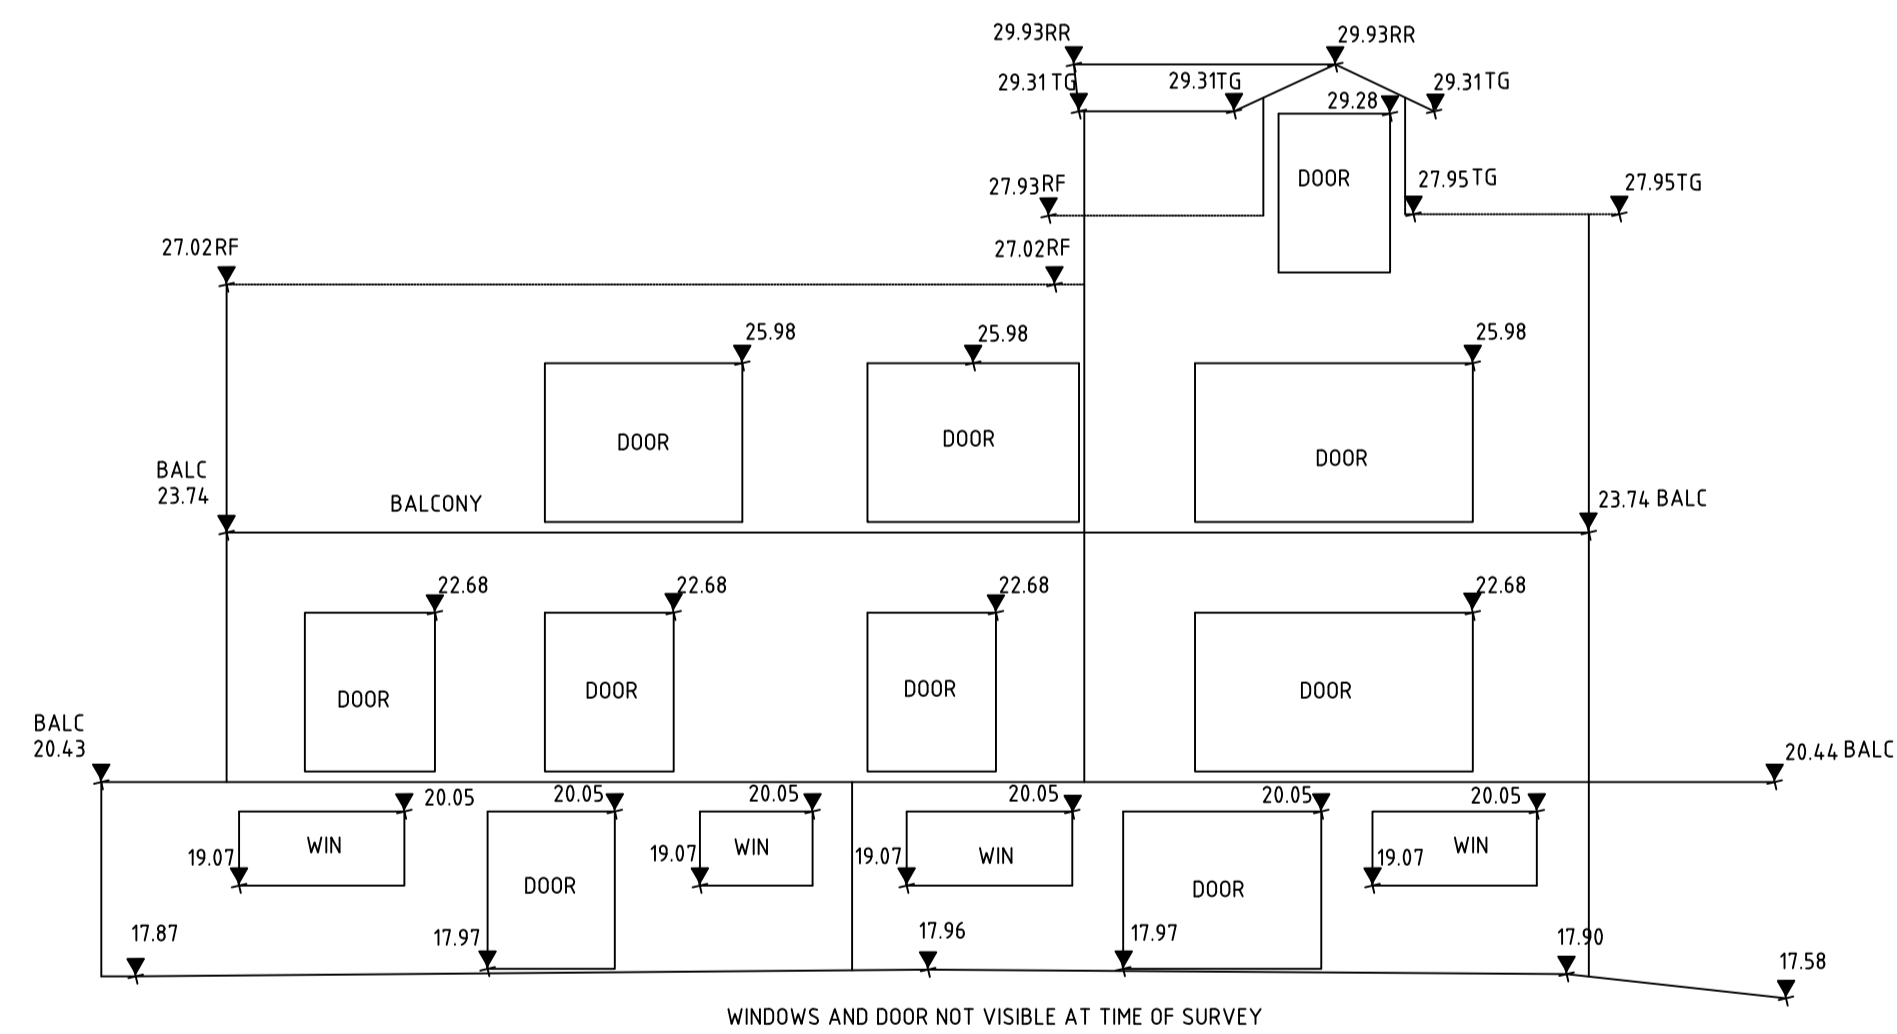 29.93RR
29.93RR
29.31TG
29.31TG
29.31TG
29.28
DOOR
27.93RF
27.95TG
27.95TG
27.02RF
27.02RF
25.98
25.98
25.98
DOOR
DOOR
DOOR
BALC
23.74
BALCONY
23.74 BALC
22.68
22.68
22.68
22.68
DOOR
DOOR
DOOR
DOOR
BALC
20.43
20.44 BALC
20.05
20.05
20.05
20.05
20.05
20.05
WIN
WIN
WIN
WIN
19.07
19.07
19.07
19.07
DOOR
DOOR
17.87
17.97
17.96
17.97
17.90
17.58
WINDOWS AND DOOR NOT VISIBLE AT TIME OF SURVEY